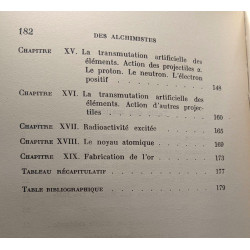 182 DES ALCHIMISTES
CHAPITRE XV. La transmutation artificielle des
éléments. Action des projectiles α.
Le proton. Le neutron. L'électron
positif 148
CHAPITRE XVI. La transmutation artificielle des
éléments. Action d'autres projec-
tiles 160
CHAPITRE XVII. Radioactivité excitée 165
CHAPITRE XVIII. Le noyau atomique 169
CHAPITRE XIX. Fabrication de l'or 173
TABLEAU RÉCAPITULATIF 177
TABLE BIBLIOGRAPHIQUE 179